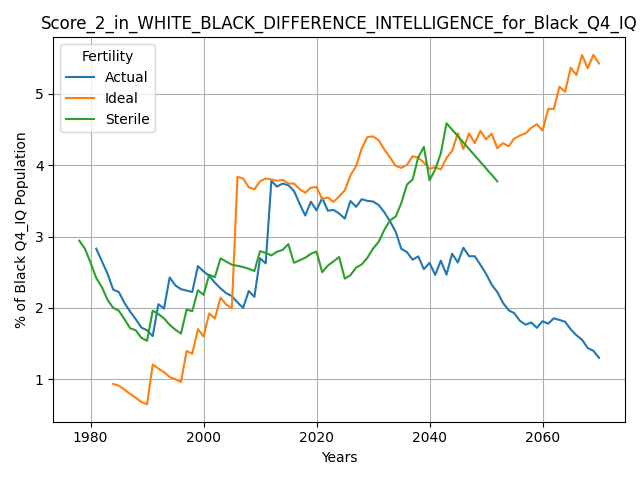 Score_2_in_WHITE_BLACK_DIFFERENCE_INTELLIGENCE_for_Black_Q4_IQ
Fertility
Actual
Ideal
Sterile
% of Black Q4_IQ Population
5
4
3
2
1
1980 2000 2020 2040 2060
Years